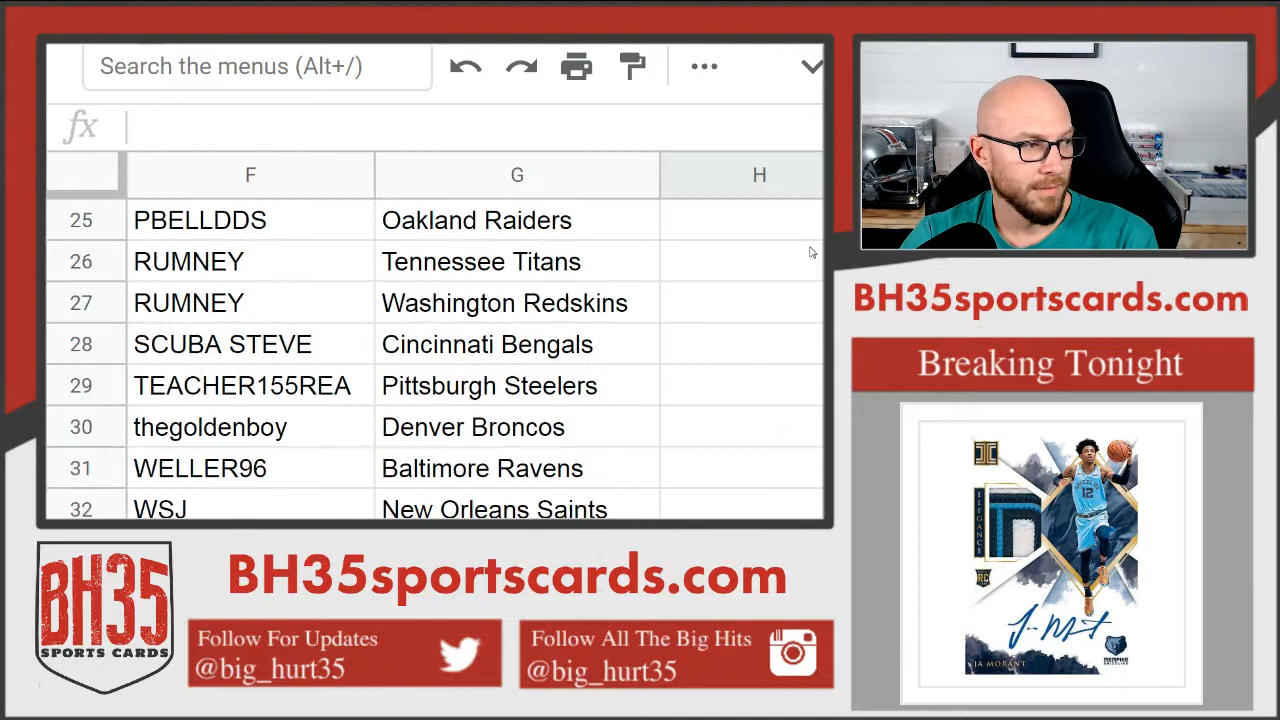 Search the menus (Alt+/)
fx
F G H
25 PBELLDDS Oakland Raiders
26 RUMNEY Tennessee Titans
27 RUMNEY Washington Redskins
28 SCUBA STEVE Cincinnati Bengals
29 TEACHER155REA Pittsburgh Steelers
30 thegoldenboy Denver Broncos
31 WELLER96 Baltimore Ravens
32 WSJ New Orleans Saints
BH35sportscards.com
Breaking Tonight
ELEGANCE
RC
12
JA MORANT
MEMPHIS
GRIZZLIES
BH35
SPORTS CARDS
BH35sportscards.com
Follow For Updates
@big_hurt35
Follow All The Big Hits
@big_hurt35